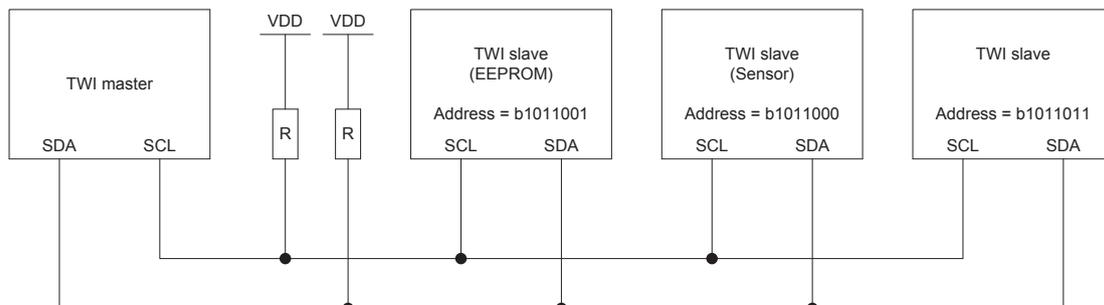 TWI master
SDA SCL
VDD VDD
R R
TWI slave
(EEPROM)
Address = b1011001
SCL SDA
TWI slave
(Sensor)
Address = b1011000
SCL SDA
TWI slave
Address = b1011011
SCL SDA